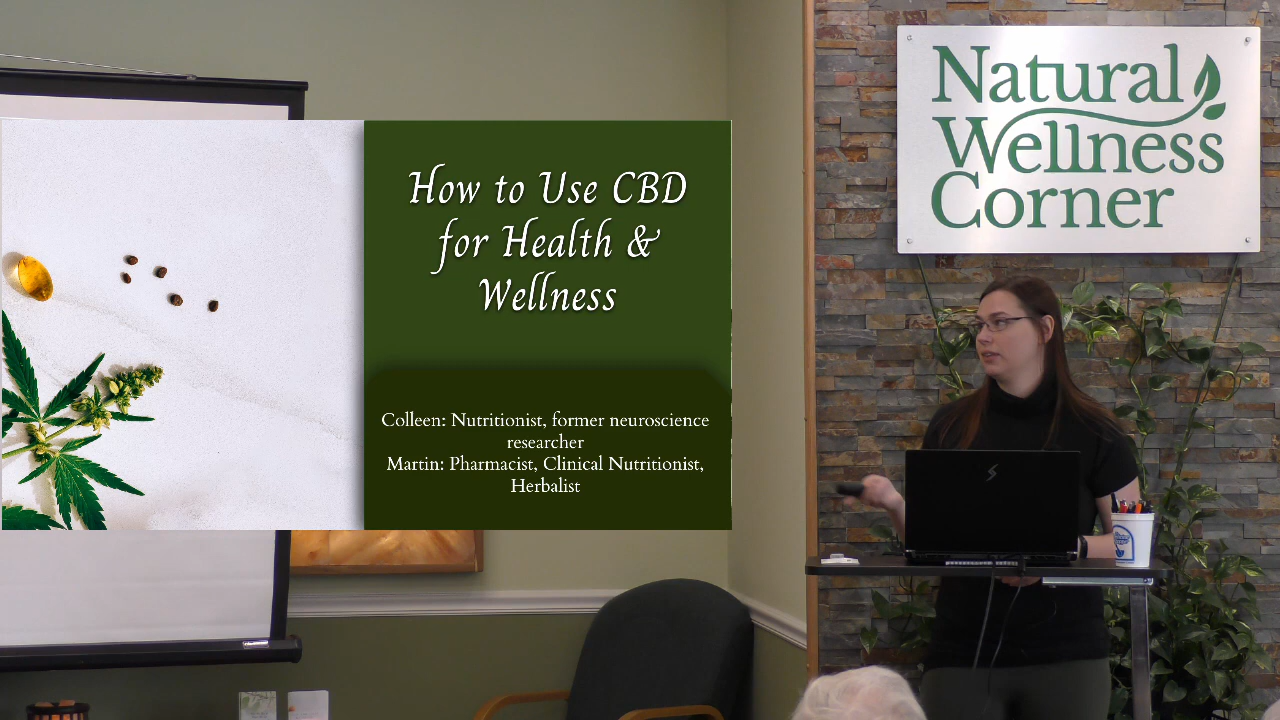 How to Use CBD
for Health &
Wellness
Colleen: Nutritionist, former neuroscience
researcher
Martin: Pharmacist, Clinical Nutritionist,
Herbalist
Natural
Wellness
Corner